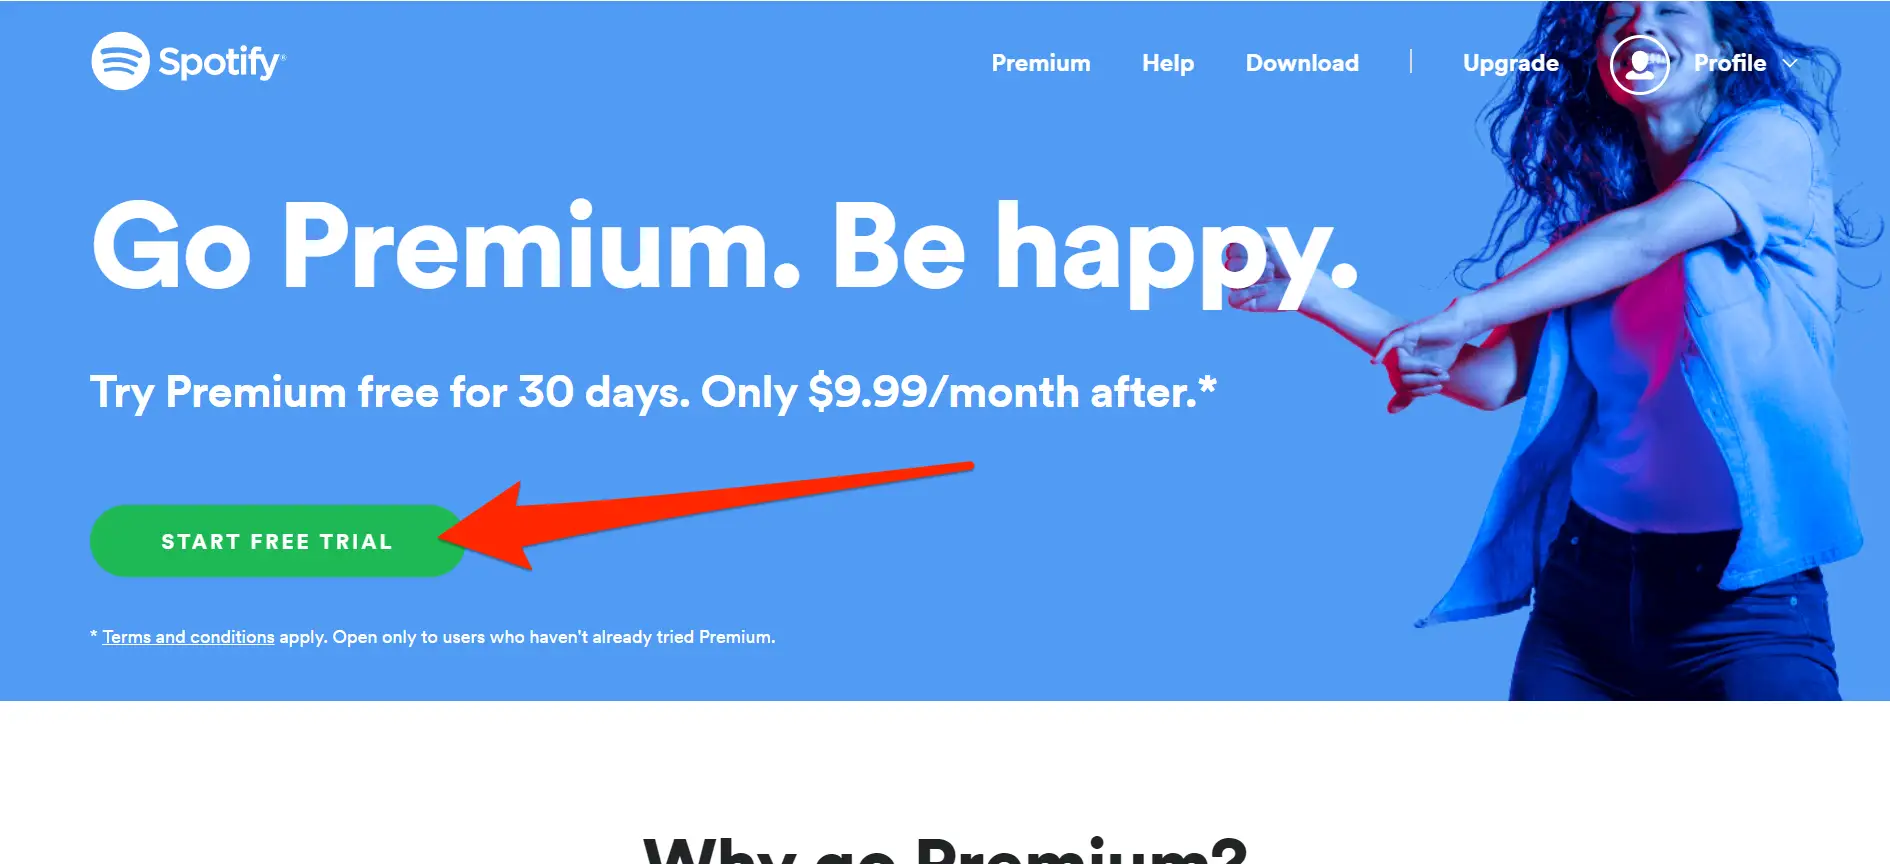 Spotify®
Premium Help Download | Upgrade Profile
Go Premium. Be happy.
Try Premium free for 30 days. Only $9.99/month after.*
START FREE TRIAL
* Terms and conditions apply. Open only to users who haven't already tried Premium.
Why go Premium?